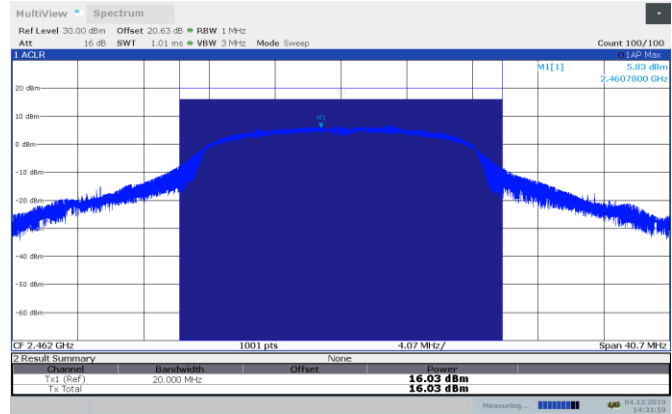 MultiView Spectrum
Ref Level 30.00 dBm Offset 20.63 dB RBW 1 MHz
Att 16 dB SWT 1.01 ms VBW 3 MHz Mode Sweep Count 100/100
1 ACLR 1AP Max
M1[1] 5.83 dBm
2.4607800 GHz
20 dBm
10 dBm
M1
0 dBm
-10 dBm
-20 dBm
-40 dBm
-50 dBm
-60 dBm
CF 2.462 GHz 1001 pts 4.07 MHz/ Span 40.7 MHz
2 Result Summary None
Channel Bandwidth Offset Power
Tx1 (Ref) 20.000 MHz 16.03 dBm
Tx Total 16.03 dBm
Measuring... 04.12.2019
14:31:59